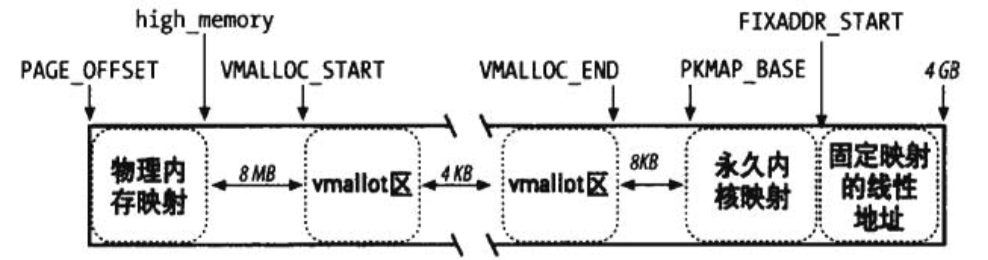 high_memory
FIXADDR_START
PAGE_OFFSET
VMALLOC_START
VMALLOC_END
PKMAP_BASE
4 GB
物理内
存映射
8 MB
vmallot区
4 KB
vmallot区
8KB
永久内
核映射
固定映射
的线性
地址